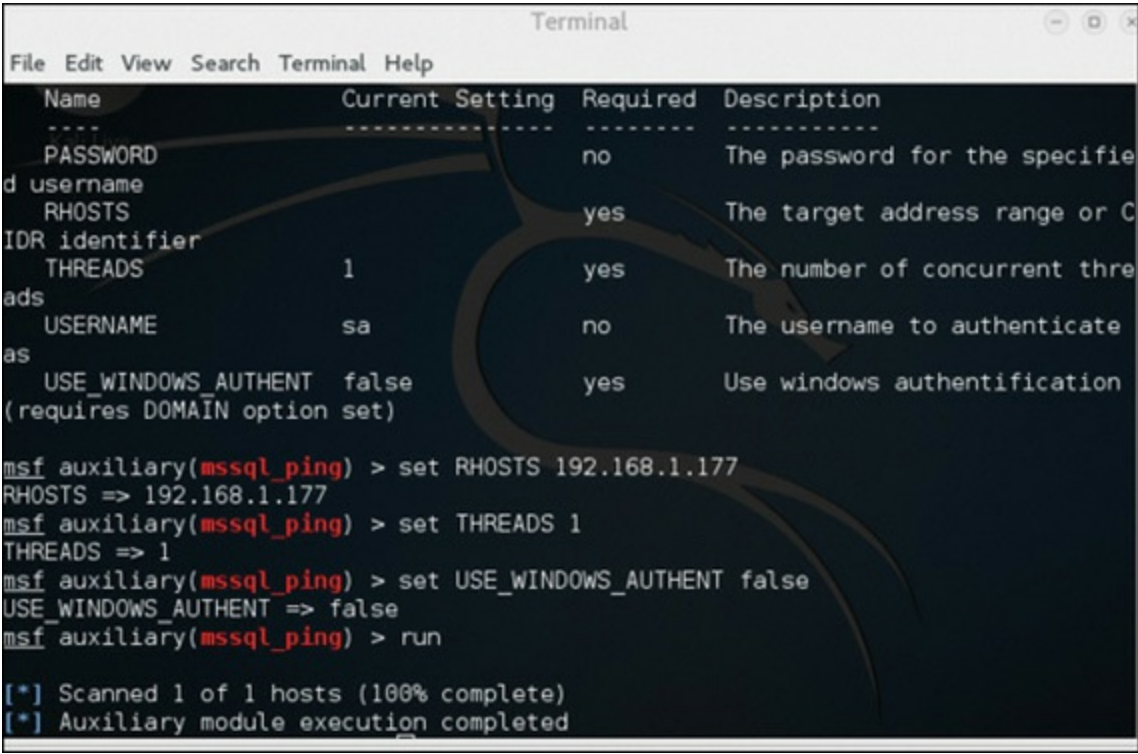 Terminal
File Edit View Search Terminal Help
Name Current Setting Required Description
---- --------------- -------- -----------
PASSWORD no The password for the specifie
d username
RHOSTS yes The target address range or C
IDR identifier
THREADS 1 yes The number of concurrent thre
ads
USERNAME sa no The username to authenticate
as
USE_WINDOWS_AUTHENT false yes Use windows authentification
(requires DOMAIN option set)
msf auxiliary(mssql_ping) > set RHOSTS 192.168.1.177
RHOSTS => 192.168.1.177
msf auxiliary(mssql_ping) > set THREADS 1
THREADS => 1
msf auxiliary(mssql_ping) > set USE_WINDOWS_AUTHENT false
USE_WINDOWS_AUTHENT => false
msf auxiliary(mssql_ping) > run
[*] Scanned 1 of 1 hosts (100% complete)
[*] Auxiliary module execution completed